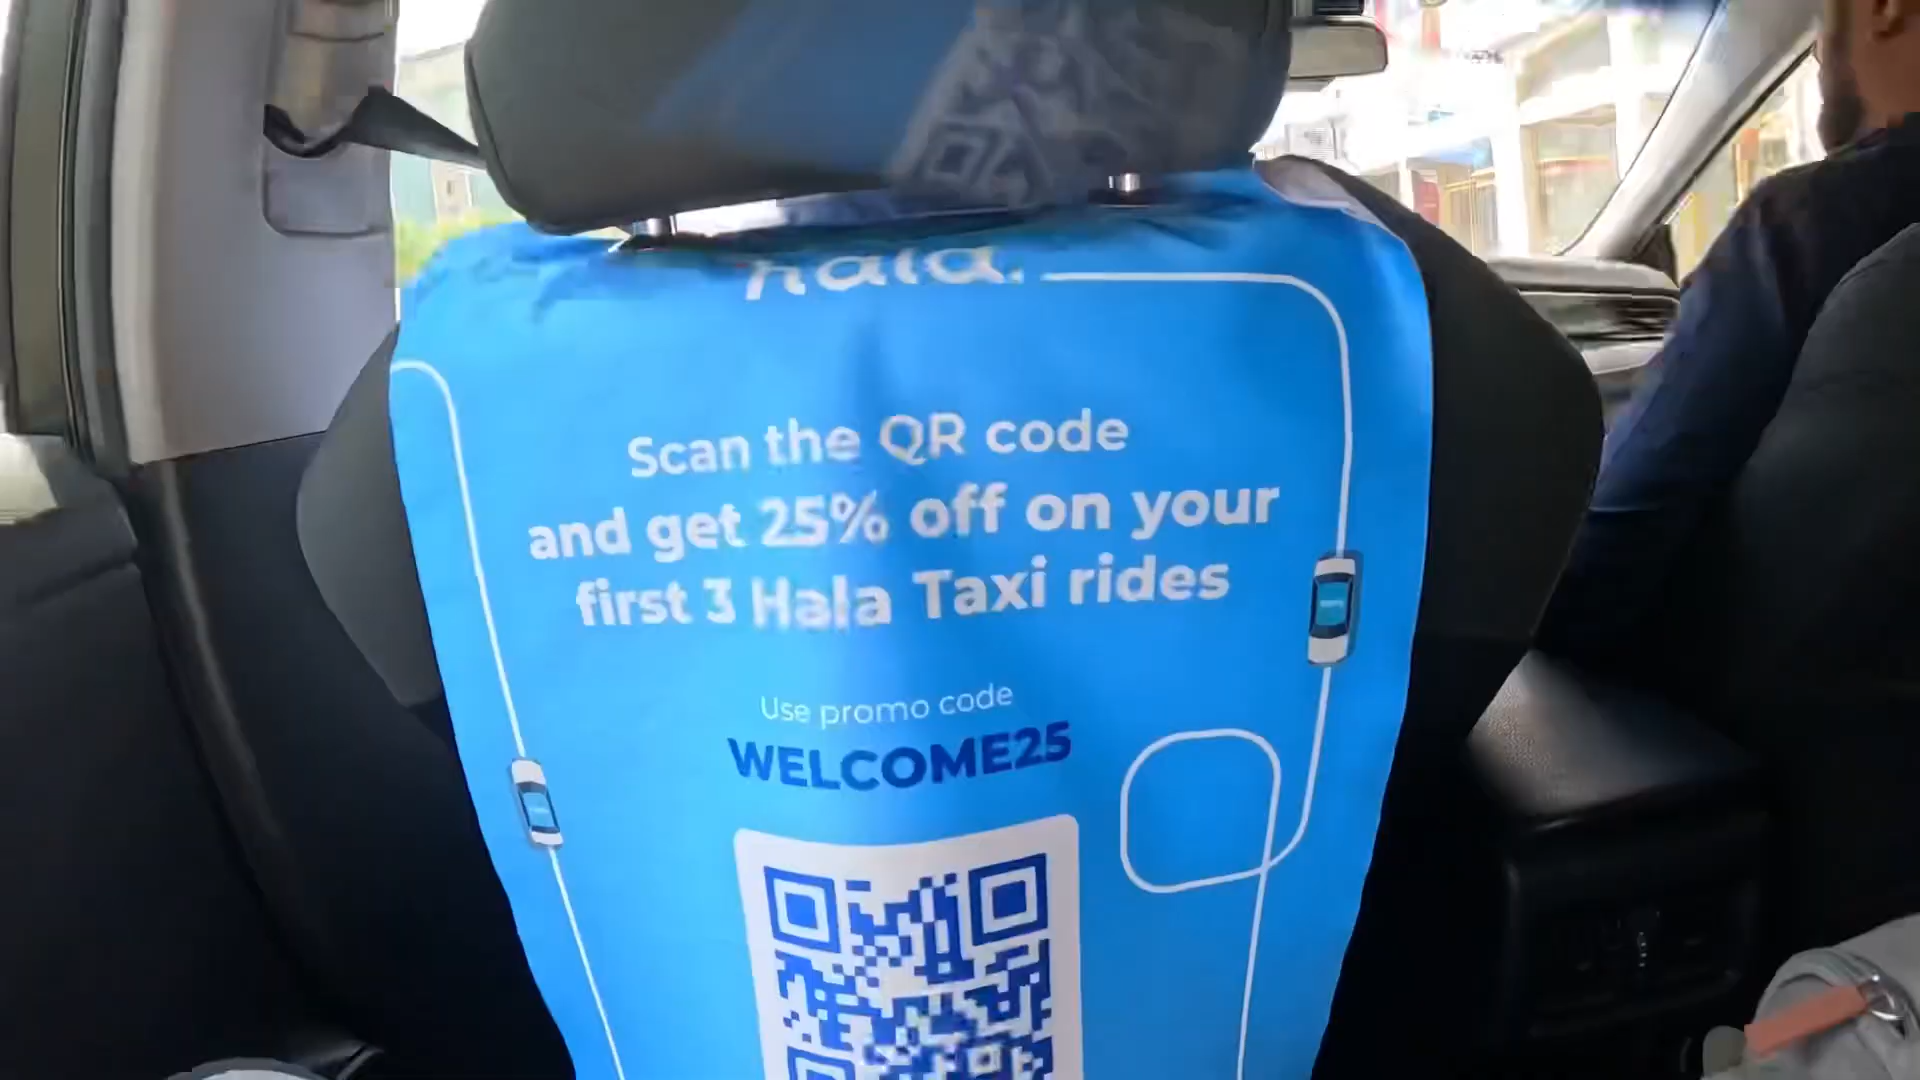 hala.
Scan the QR code
and get 25% off on your
first 3 Hala Taxi rides
Use promo code
WELCOME25